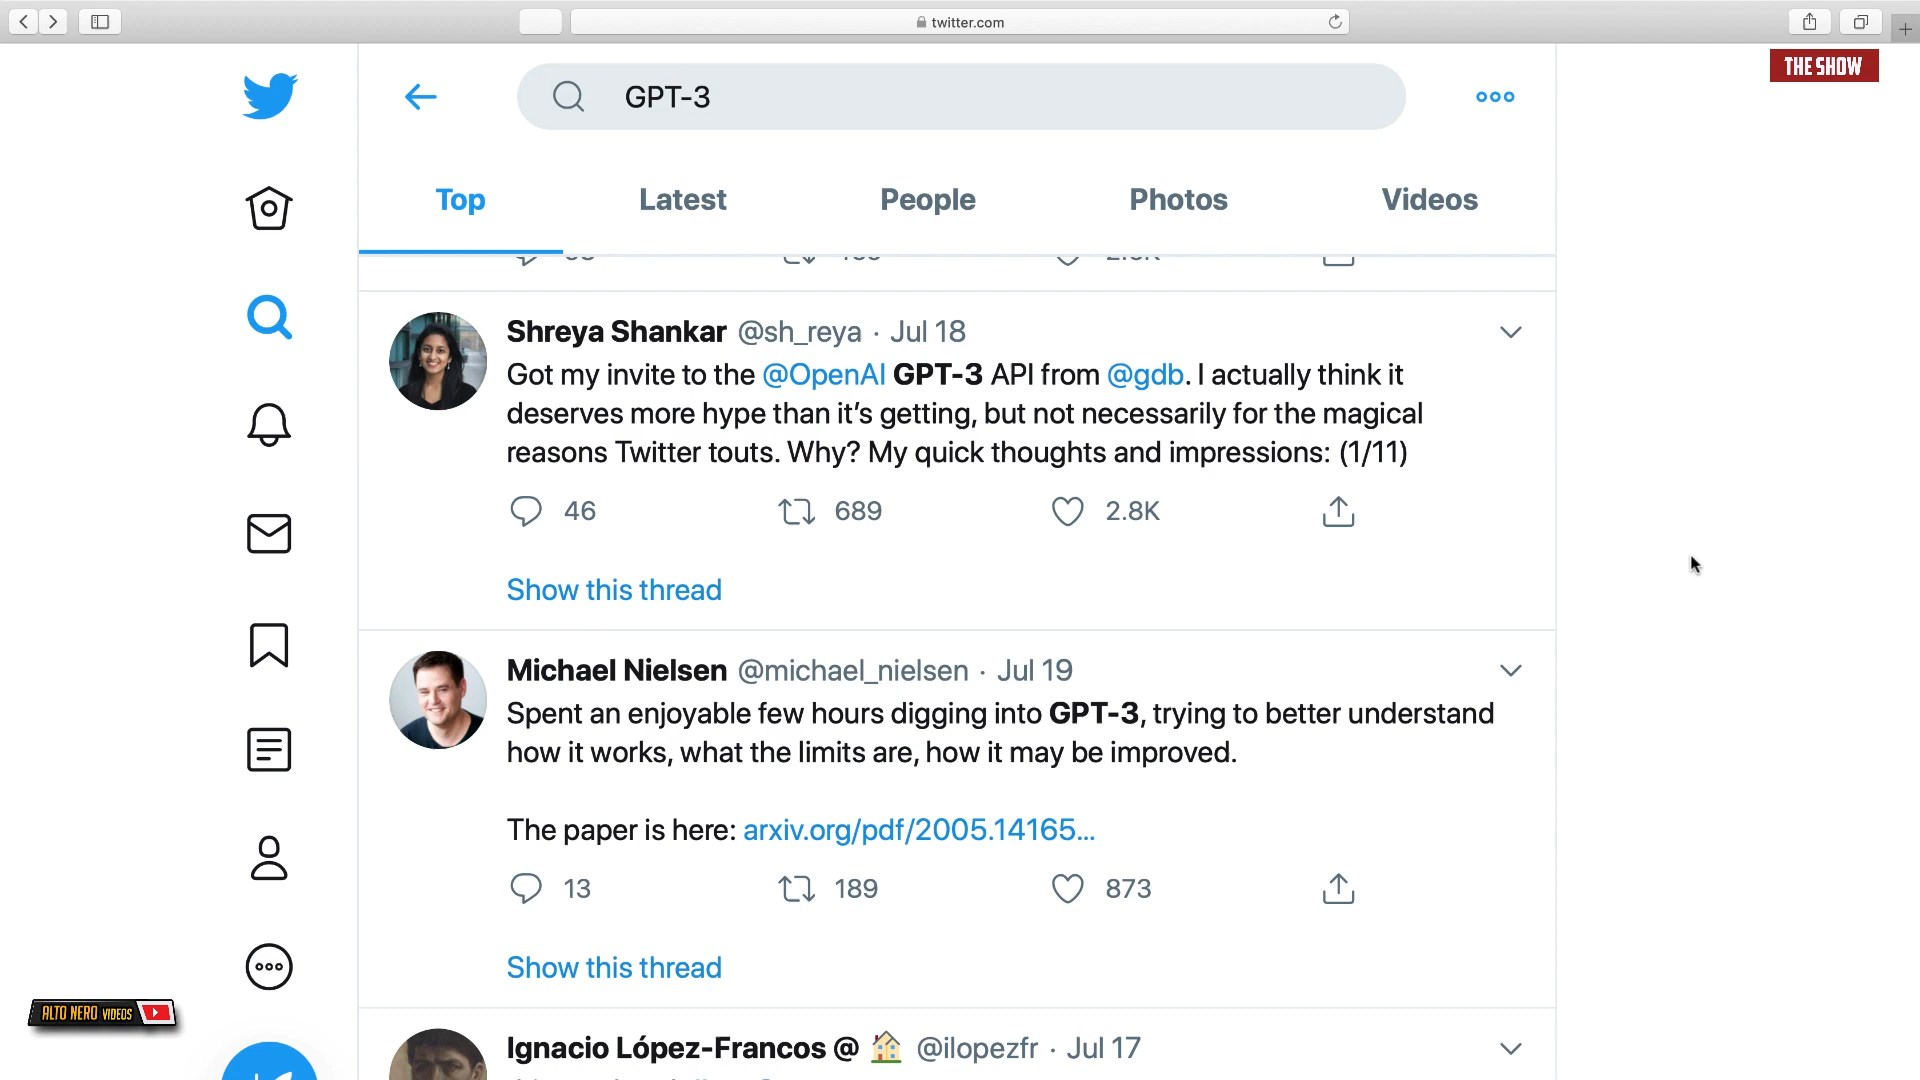 twitter.com
THE SHOW
GPT-3
Top Latest People Photos Videos
Shreya Shankar @sh_reya · Jul 18
Got my invite to the @OpenAI GPT-3 API from @gdb. I actually think it
deserves more hype than it’s getting, but not necessarily for the magical
reasons Twitter touts. Why? My quick thoughts and impressions: (1/11)
46 689 2.8K
Show this thread
Michael Nielsen @michael_nielsen · Jul 19
Spent an enjoyable few hours digging into GPT-3, trying to better understand
how it works, what the limits are, how it may be improved.
The paper is here: arxiv.org/pdf/2005.14165...
13 189 873
Show this thread
ALTO NERO VIDEOS
Ignacio López-Francos @ 🏠 @ilopezfr · Jul 17